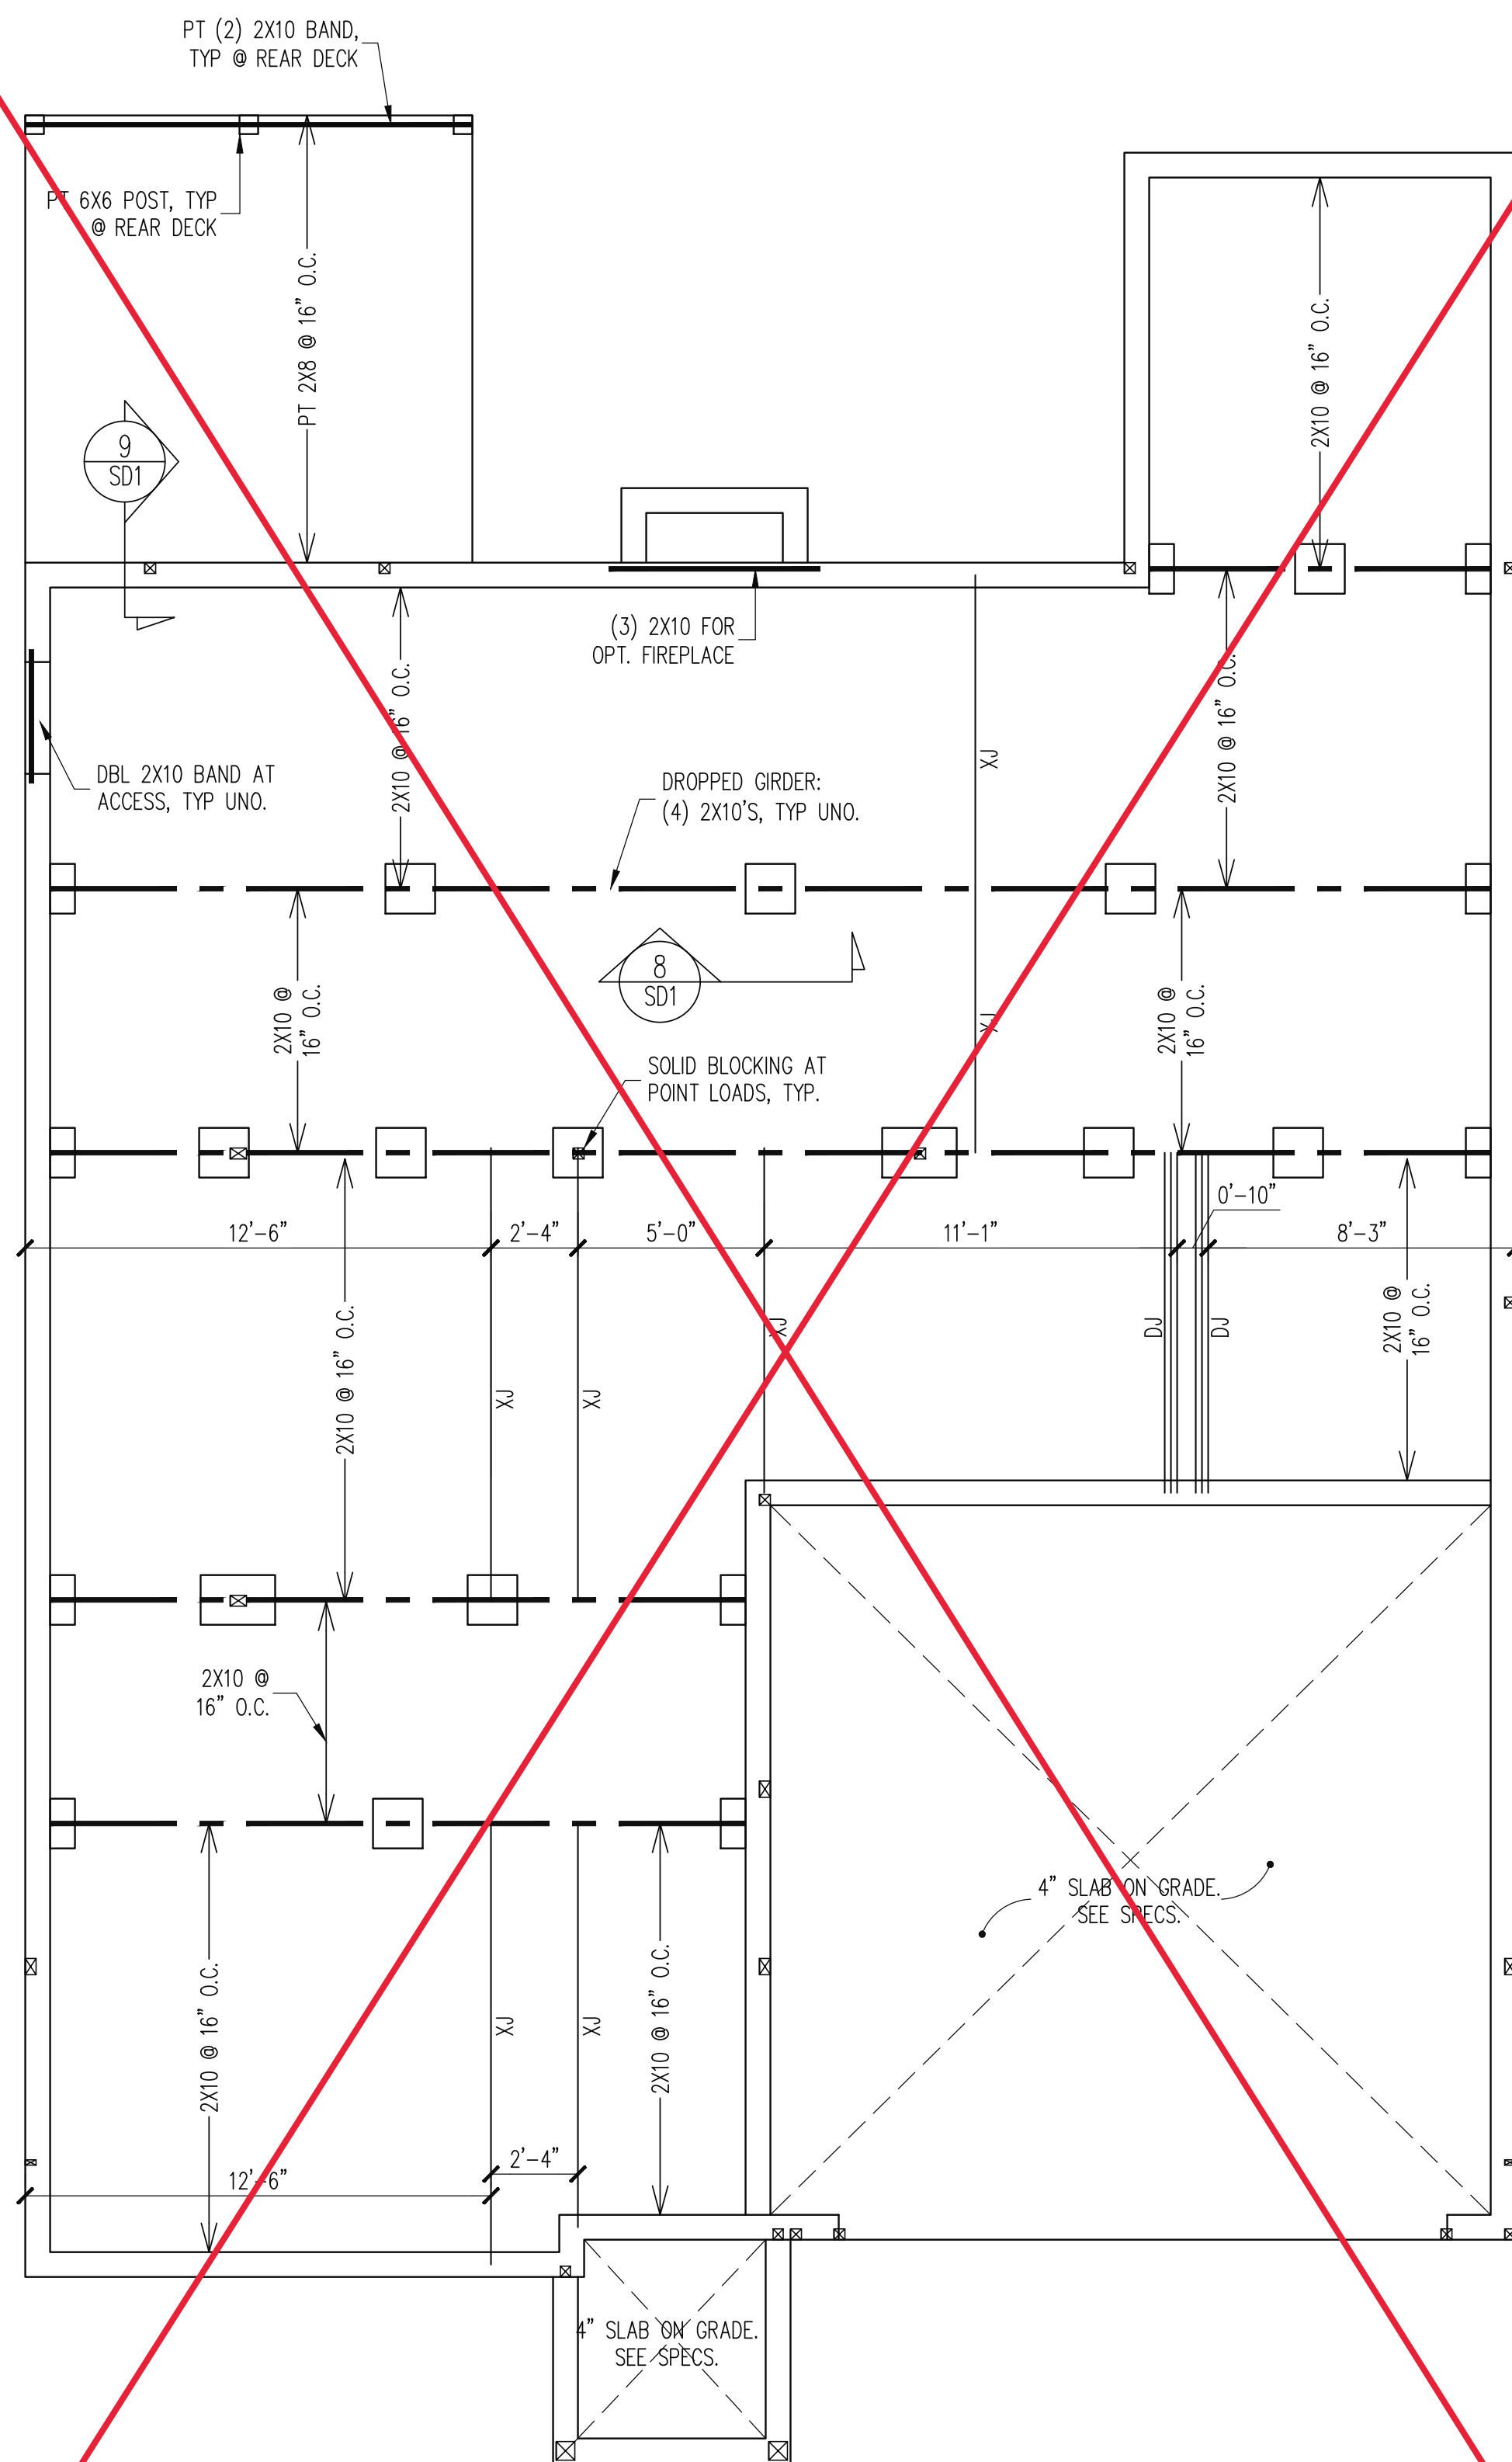 PT (2) 2X10 BAND,
TYP @ REAR DECK
PT 6X6 POST, TYP
@ REAR DECK
PT 2X8 @ 16" O.C.
2X10 @ 16" O.C.
9
SD1
(3) 2X10 FOR
OPT. FIREPLACE
2X10 @ 16" O.C.
2X10 @ 16" O.C.
XJ
DBL 2X10 BAND AT
ACCESS, TYP UNO.
DROPPED GIRDER:
(4) 2X10'S, TYP UNO.
8
SD1
2X10 @
16" O.C.
XJ
2X10 @
16" O.C.
SOLID BLOCKING AT
POINT LOADS, TYP.
0'-10"
12'-6"
2'-4"
5'-0"
11'-1"
8'-3"
2X10 @ 16" O.C.
XJ
XJ
XJ
DJ
DJ
2X10 @
16" O.C.
2X10 @
16" O.C.
4" SLAB ON GRADE.
SEE SPECS.
2X10 @ 16" O.C.
XJ
XJ
2X10 @ 16" O.C.
2'-4"
12'-6"
4" SLAB ON GRADE.
SEE SPECS.